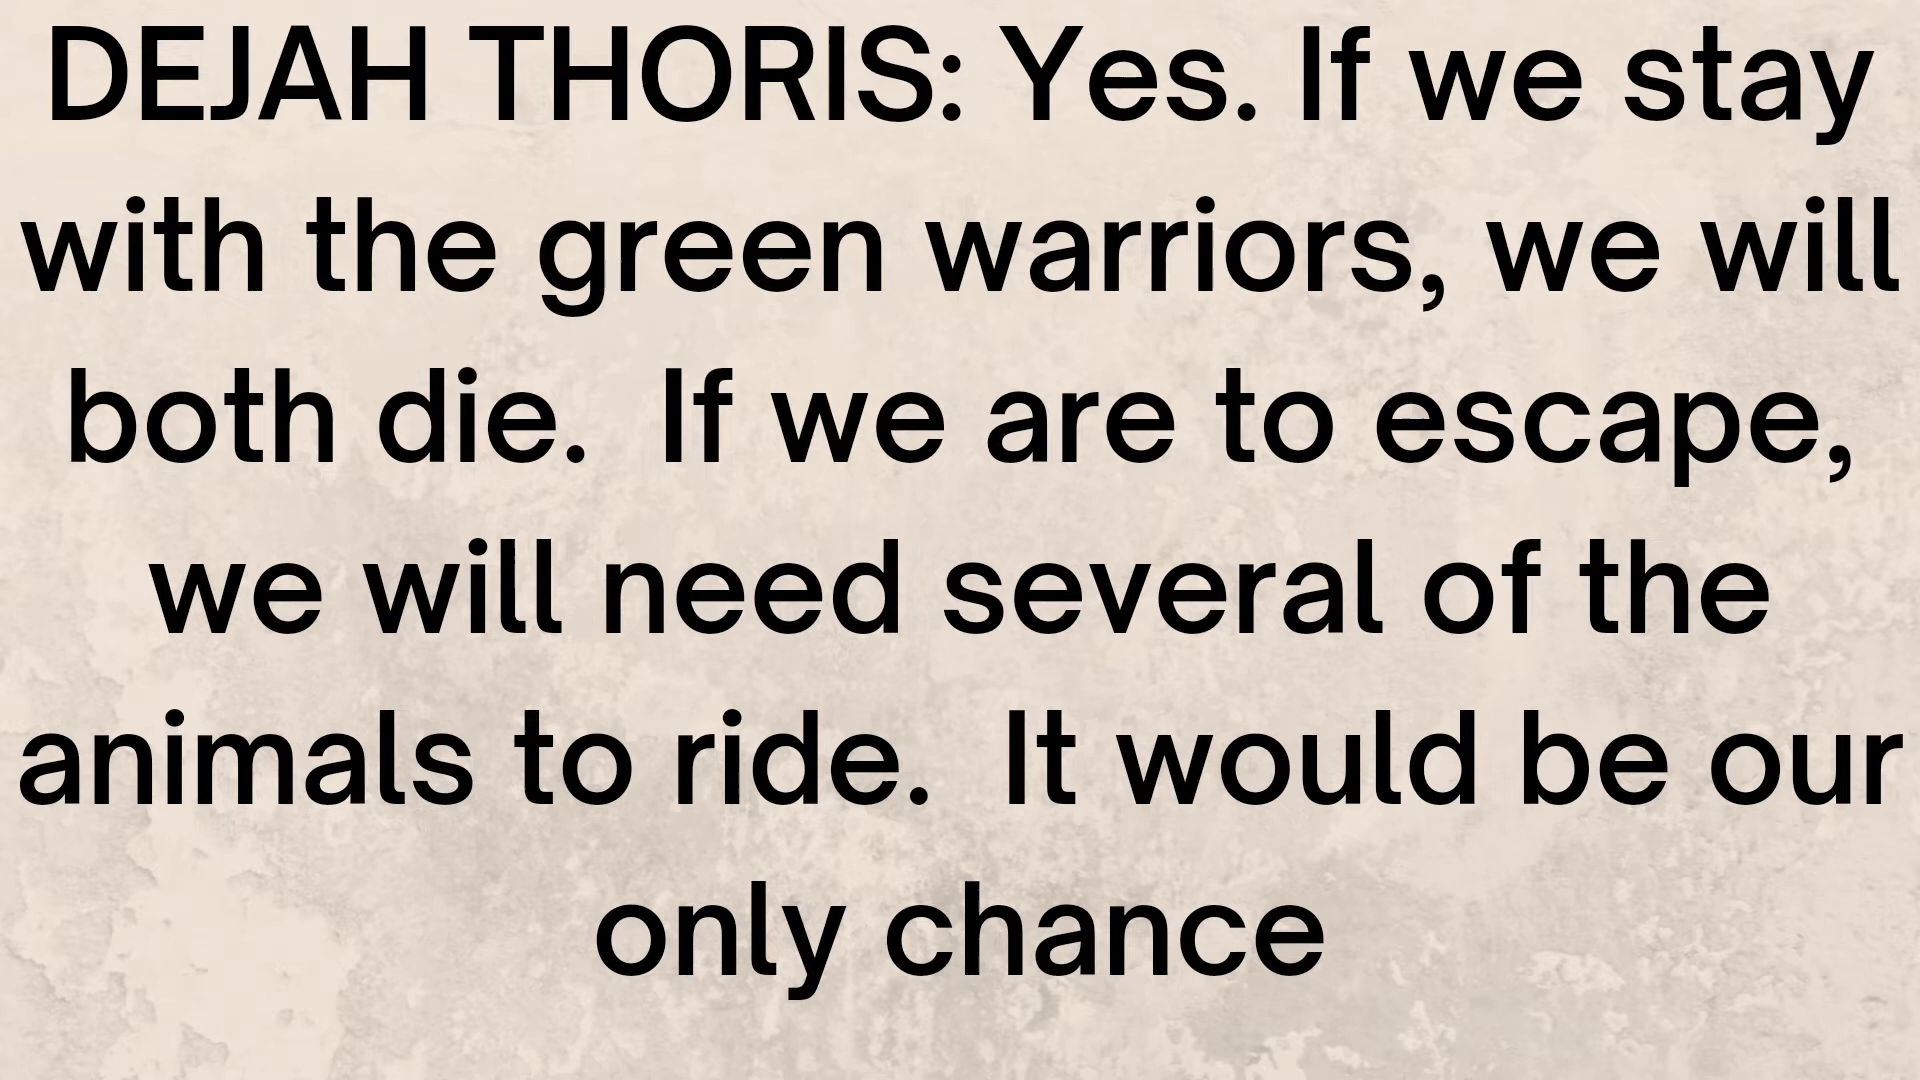 DEJAH THORIS: Yes. If we stay
with the green warriors, we will
both die.  If we are to escape,
we will need several of the
animals to ride.  It would be our
only chance